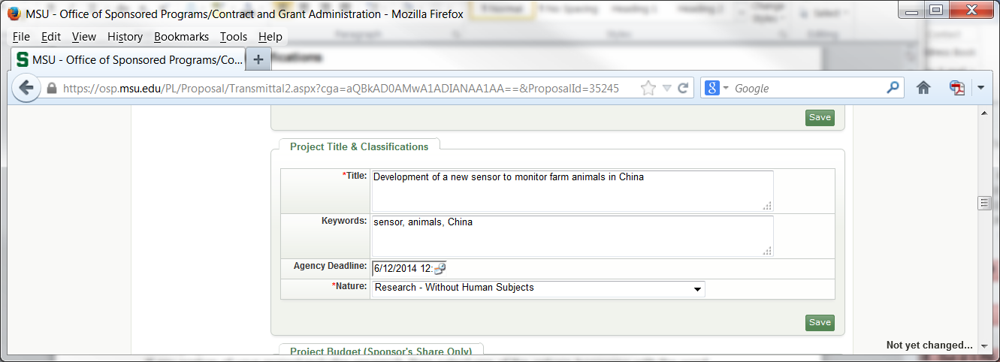 MSU - Office of Sponsored Programs/Contract and Grant Administration - Mozilla Firefox
File Edit View History Bookmarks Tools Help
MSU - Office of Sponsored Programs/Co... +
https://osp.msu.edu/PL/Proposal/Transmittal2.aspx?cga=aQBkAD0AMwA1ADIANAA1AA==&ProposalId=35245
Google
Save
Project Title & Classifications
*Title: Development of a new sensor to monitor farm animals in China
Keywords: sensor, animals, China
Agency Deadline: 6/12/2014 12:
*Nature: Research - Without Human Subjects
Save
Project Budget (Sponsor's Share Only)
Not yet changed...